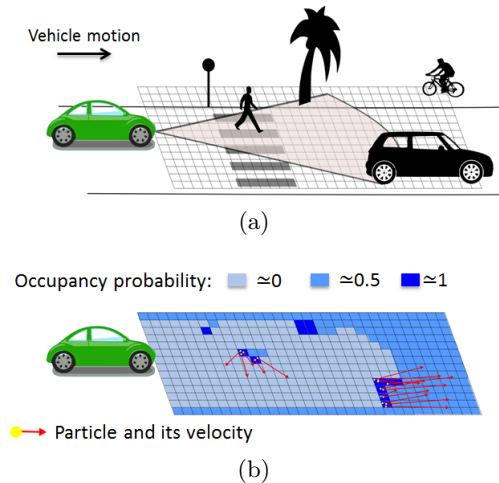 Vehicle motion
(a)
Occupancy probability: ≃0 ≃0.5 ≃1
Particle and its velocity
(b)